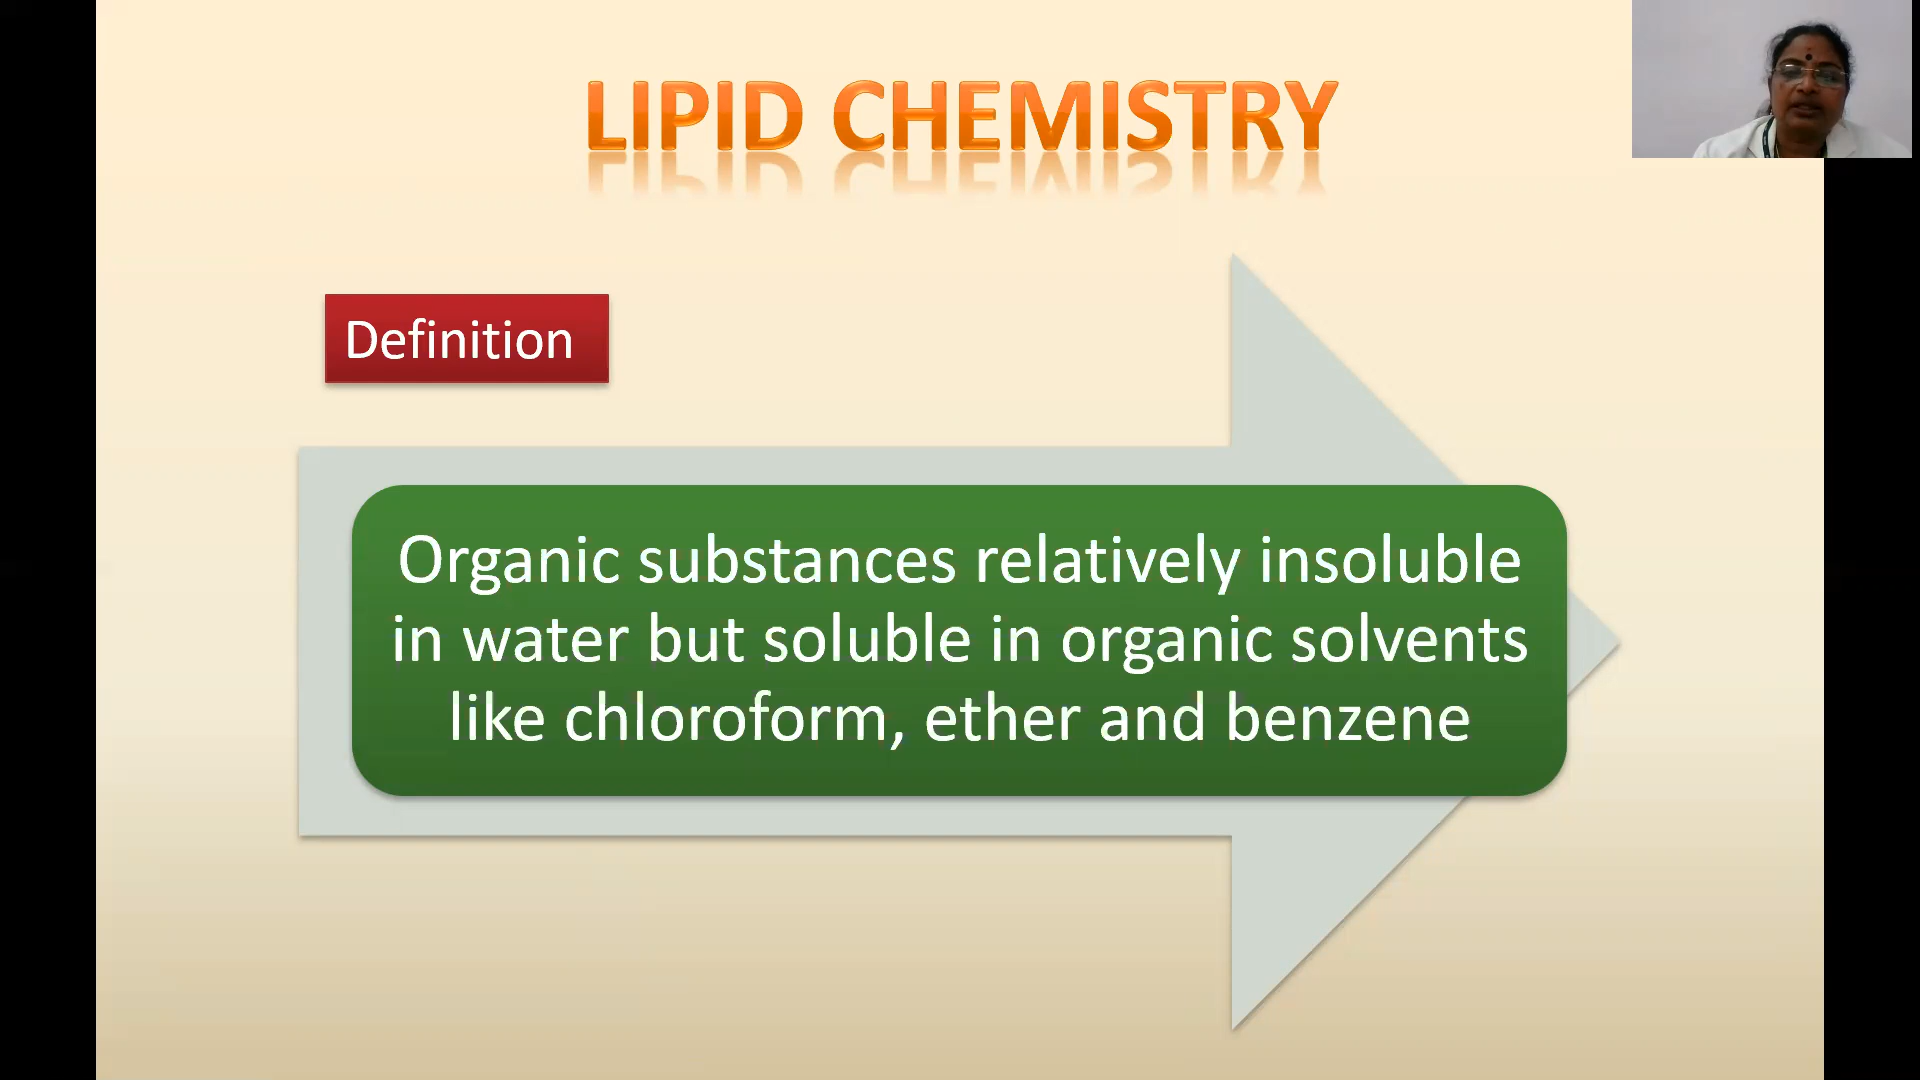 LIPID CHEMISTRY
Definition
Organic substances relatively insoluble
in water but soluble in organic solvents
like chloroform, ether and benzene